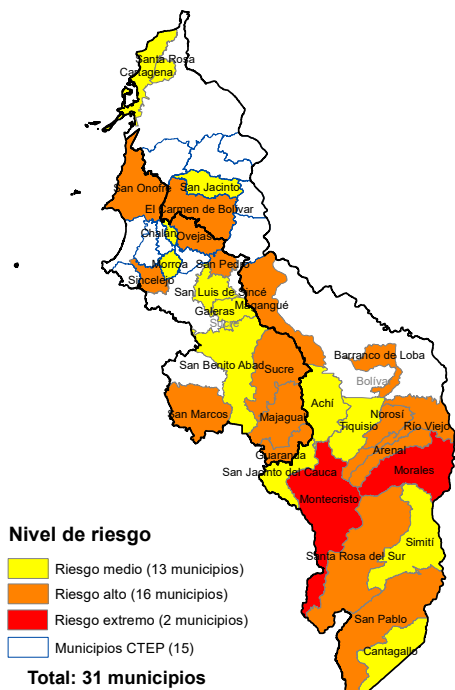 Santa Rosa
Cartagena
San Onofre
San Jacinto
El Carmen de Bolívar
Chalán
Ovejas
Morroa
San Pedro
Sincelejo
San Luis de Sincé
Magangué
Galeras
Sucre
Barranco de Loba
San Benito Abad
Sucre
Bolívar
Achí
San Marcos
Majagual
Norosí
Tiquisio
Río Viejo
Guaranda
Arenal
San Jacinto del Cauca
Morales
Montecristo
Simití
Santa Rosa del Sur
San Pablo
Cantagallo
Nivel de riesgo
Riesgo medio (13 municipios)
Riesgo alto (16 municipios)
Riesgo extremo (2 municipios)
Municipios CTEP (15)
Total: 31 municipios